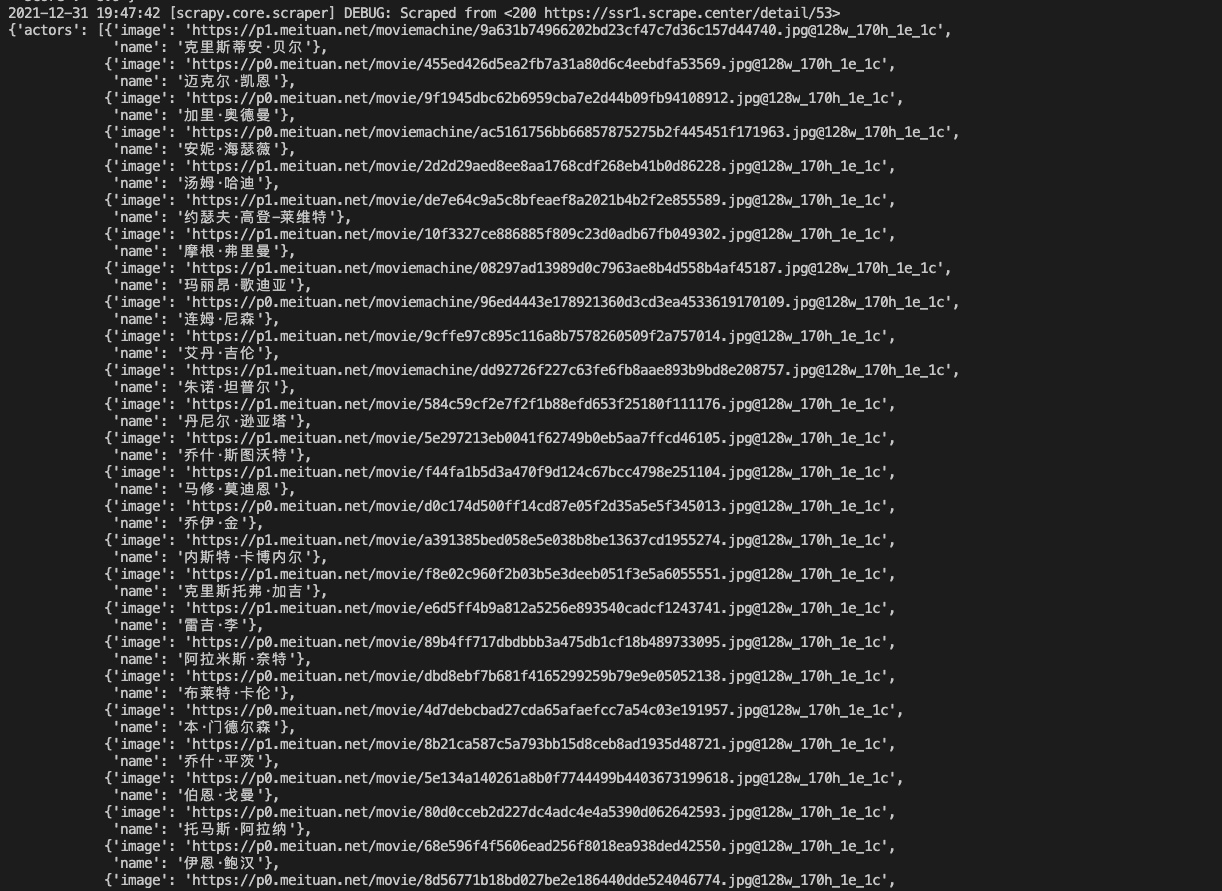 2021-12-31 19:47:42 [scrapy.core.scraper] DEBUG: Scraped from <200 https://ssr1.scrape.center/detail/53>
{'actors': [{'image': 'https://p1.meituan.net/moviemachine/9a631b74966202bd23cf47c7d36c157d44740.jpg@128w_170h_1e_1c',
'name': '克里斯蒂安·贝尔'},
{'image': 'https://p0.meituan.net/movie/455ed426d5ea2fb7a31a80d6c4eebdfa53569.jpg@128w_170h_1e_1c',
'name': '迈克尔·凯恩'},
{'image': 'https://p0.meituan.net/movie/9f1945dbc62b6959cba7e2d44b09fb94108912.jpg@128w_170h_1e_1c',
'name': '加里·奥德曼'},
{'image': 'https://p0.meituan.net/moviemachine/ac5161756bb66857875275b2f445451f171963.jpg@128w_170h_1e_1c',
'name': '安妮·海瑟薇'},
{'image': 'https://p1.meituan.net/movie/2d2d29aed8ee8aa1768cdf268eb41b0d86228.jpg@128w_170h_1e_1c',
'name': '汤姆·哈迪'},
{'image': 'https://p1.meituan.net/movie/de7e64c9a5c8bfeaef8a2021b4b2f2e855589.jpg@128w_170h_1e_1c',
'name': '约瑟夫·高登-莱维特'},
{'image': 'https://p1.meituan.net/movie/10f3327ce886885f809c23d0adb67fb049302.jpg@128w_170h_1e_1c',
'name': '摩根·弗里曼'},
{'image': 'https://p1.meituan.net/moviemachine/08297ad13989d0c7963ae8b4d558b4af45187.jpg@128w_170h_1e_1c',
'name': '玛丽昂·歌迪亚'},
{'image': 'https://p0.meituan.net/moviemachine/96ed4443e178921360d3cd3ea4533619170109.jpg@128w_170h_1e_1c',
'name': '连姆·尼森'},
{'image': 'https://p1.meituan.net/movie/9cffe97c895c116a8b7578260509f2a757014.jpg@128w_170h_1e_1c',
'name': '艾丹·吉伦'},
{'image': 'https://p1.meituan.net/moviemachine/dd92726f227c63fe6fb8aae893b9bd8e208757.jpg@128w_170h_1e_1c',
'name': '朱诺·坦普尔'},
{'image': 'https://p1.meituan.net/movie/584c59cf2e7f2f1b88efd653f25180f111176.jpg@128w_170h_1e_1c',
'name': '丹尼尔·逊亚塔'},
{'image': 'https://p1.meituan.net/movie/5e297213eb0041f62749b0eb5aa7ffcd46105.jpg@128w_170h_1e_1c',
'name': '乔什·斯图沃特'},
{'image': 'https://p1.meituan.net/movie/f44fa1b5d3a470f9d124c67bcc4798e251104.jpg@128w_170h_1e_1c',
'name': '马修·莫迪恩'},
{'image': 'https://p0.meituan.net/movie/d0c174d500ff14cd87e05f2d35a5e5f345013.jpg@128w_170h_1e_1c',
'name': '乔伊·金'},
{'image': 'https://p1.meituan.net/movie/a391385bed058e5e038b8be13637cd1955274.jpg@128w_170h_1e_1c',
'name': '内斯特·卡博内尔'},
{'image': 'https://p1.meituan.net/movie/f8e02c960f2b03b5e3deeb051f3e5a6055551.jpg@128w_170h_1e_1c',
'name': '克里斯托弗·加吉'},
{'image': 'https://p1.meituan.net/movie/e6d5ff4b9a812a5256e893540cadcf1243741.jpg@128w_170h_1e_1c',
'name': '雷吉·李'},
{'image': 'https://p0.meituan.net/movie/89b4ff717dbdbbb3a475db1cf18b489733095.jpg@128w_170h_1e_1c',
'name': '阿拉米斯·奈特'},
{'image': 'https://p0.meituan.net/movie/dbd8ebf7b681f4165299259b79e9e05052138.jpg@128w_170h_1e_1c',
'name': '布莱特·卡伦'},
{'image': 'https://p0.meituan.net/movie/4d7debcbad27cda65afaefcc7a54c03e191957.jpg@128w_170h_1e_1c',
'name': '本·门德尔森'},
{'image': 'https://p1.meituan.net/movie/8b21ca587c5a793bb15d8ceb8ad1935d48721.jpg@128w_170h_1e_1c',
'name': '乔什·平茨'},
{'image': 'https://p0.meituan.net/movie/5e134a140261a8b0f7744499b4403673199618.jpg@128w_170h_1e_1c',
'name': '伯恩·戈曼'},
{'image': 'https://p0.meituan.net/movie/80d0cceb2d227dc4adc4e4a5390d062642593.jpg@128w_170h_1e_1c',
'name': '托马斯·阿拉纳'},
{'image': 'https://p0.meituan.net/movie/68e596f4f5606ead256f8018ea938ded42550.jpg@128w_170h_1e_1c',
'name': '伊恩·鲍汉'},
{'image': 'https://p0.meituan.net/movie/8d56771b18bd027be2e186440dde524046774.jpg@128w_170h_1e_1c',